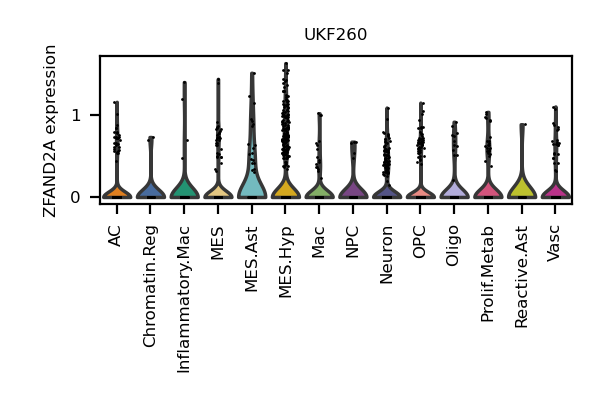 UKF260
ZFAND2A expression
1
0
AC
Chromatin.Reg
Inflammatory.Mac
MES
MES.Ast
MES.Hyp
Mac
NPC
Neuron
OPC
Oligo
Prolif.Metab
Reactive.Ast
Vasc